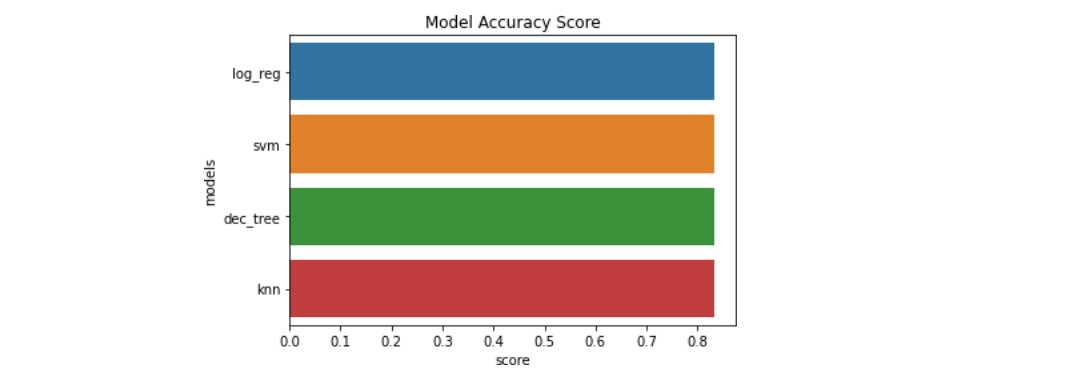 Model Accuracy Score
log_reg
svm
dec_tree
knn
models
0.0 0.1 0.2 0.3 0.4 0.5 0.6 0.7 0.8
score